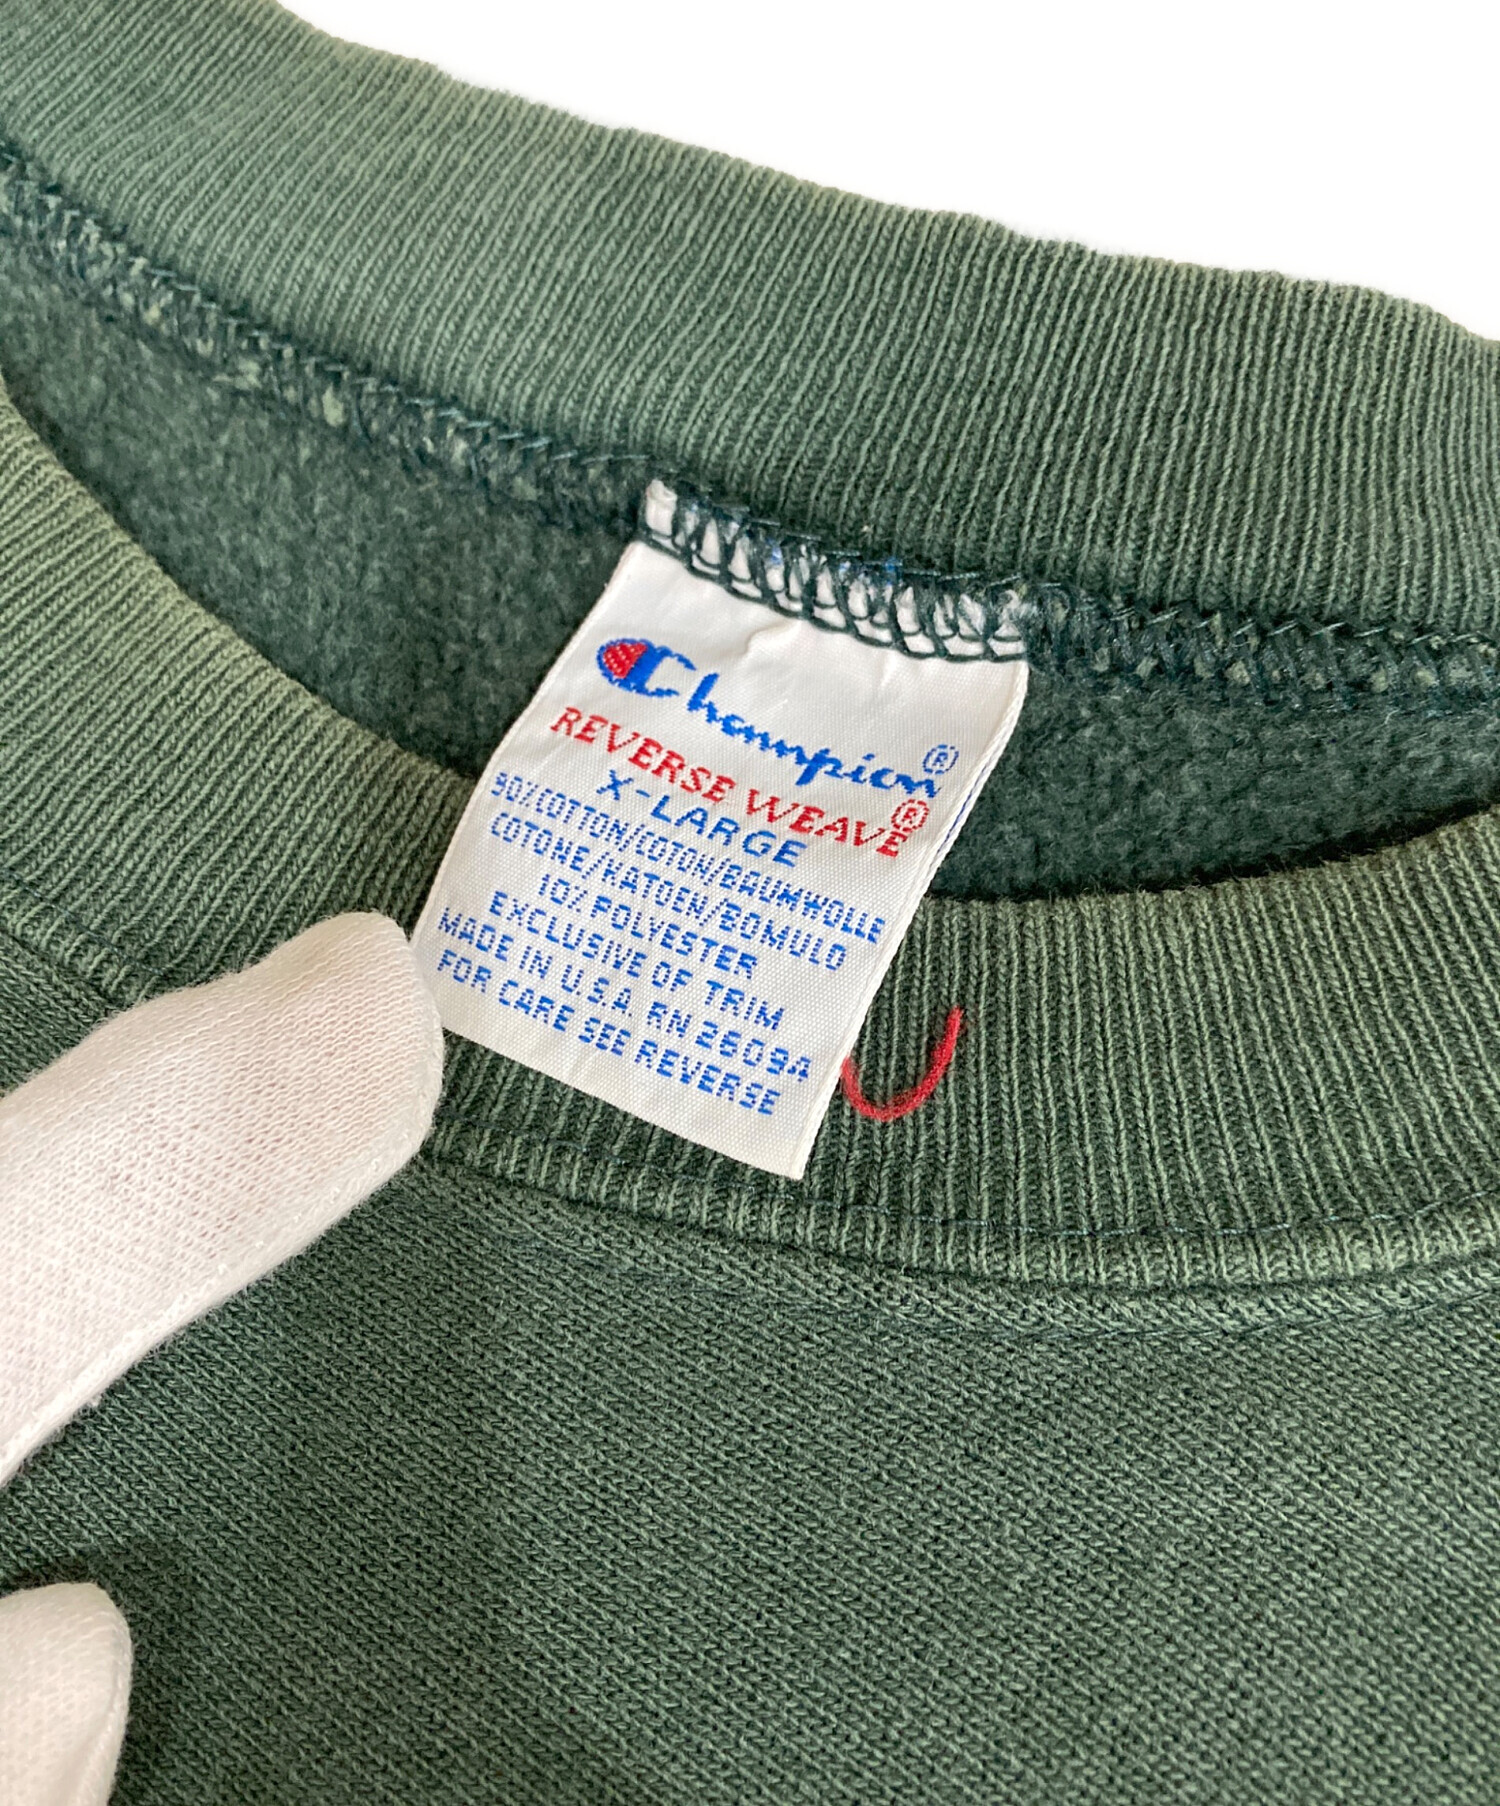 Champion®
REVERSE WEAVE®
X-LARGE
90% COTTON/COTON/BAUMWOLLE
COTONE/KATOEN/BOMULO
10% POLYESTER
EXCLUSIVE OF TRIM
MADE IN U.S.A. RN 26094
FOR CARE SEE REVERSE